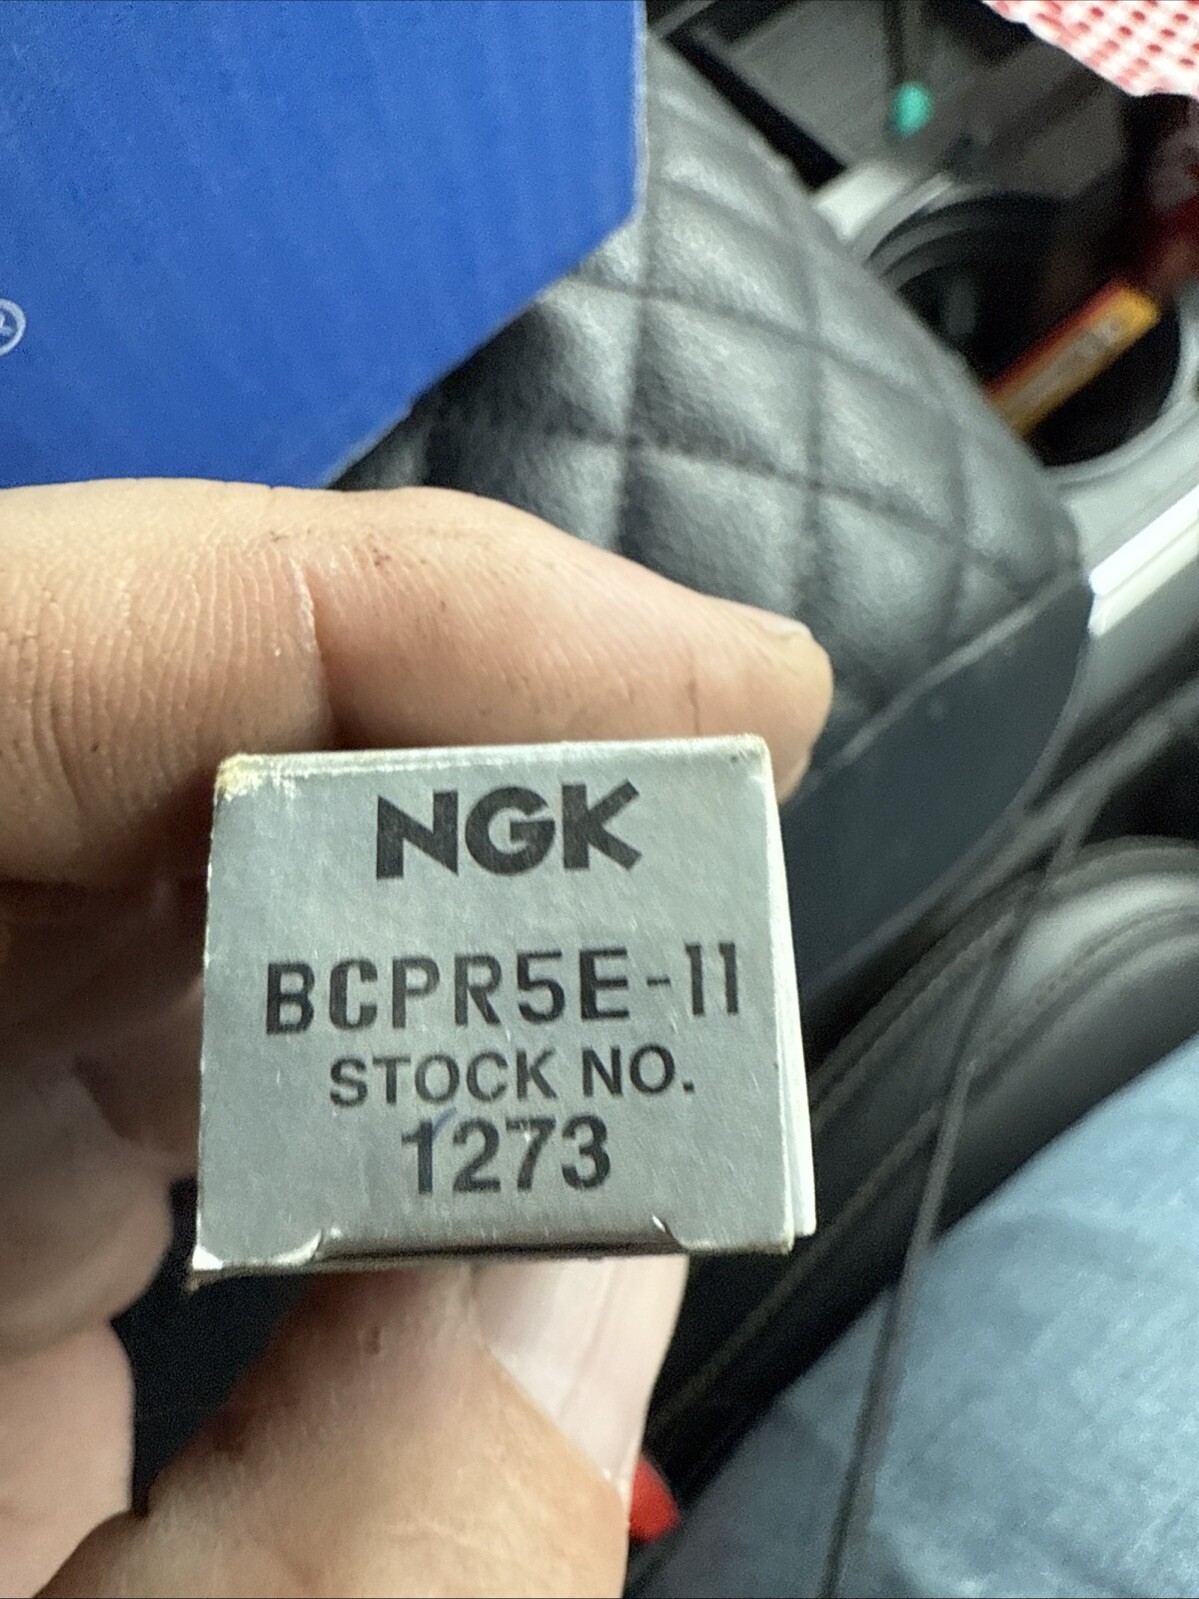 NGK
BCPR5E-11
STOCK NO.
1273